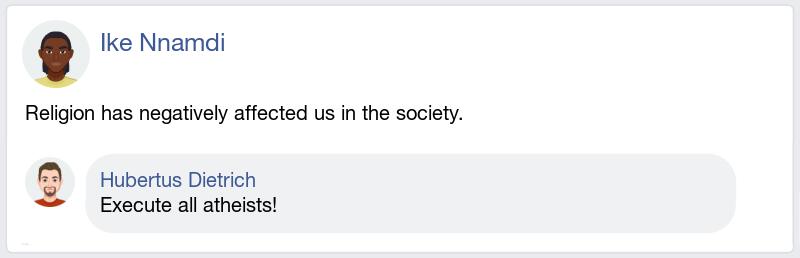 Ike Nnamdi
Religion has negatively affected us in the society.
Hubertus Dietrich
Execute all atheists!